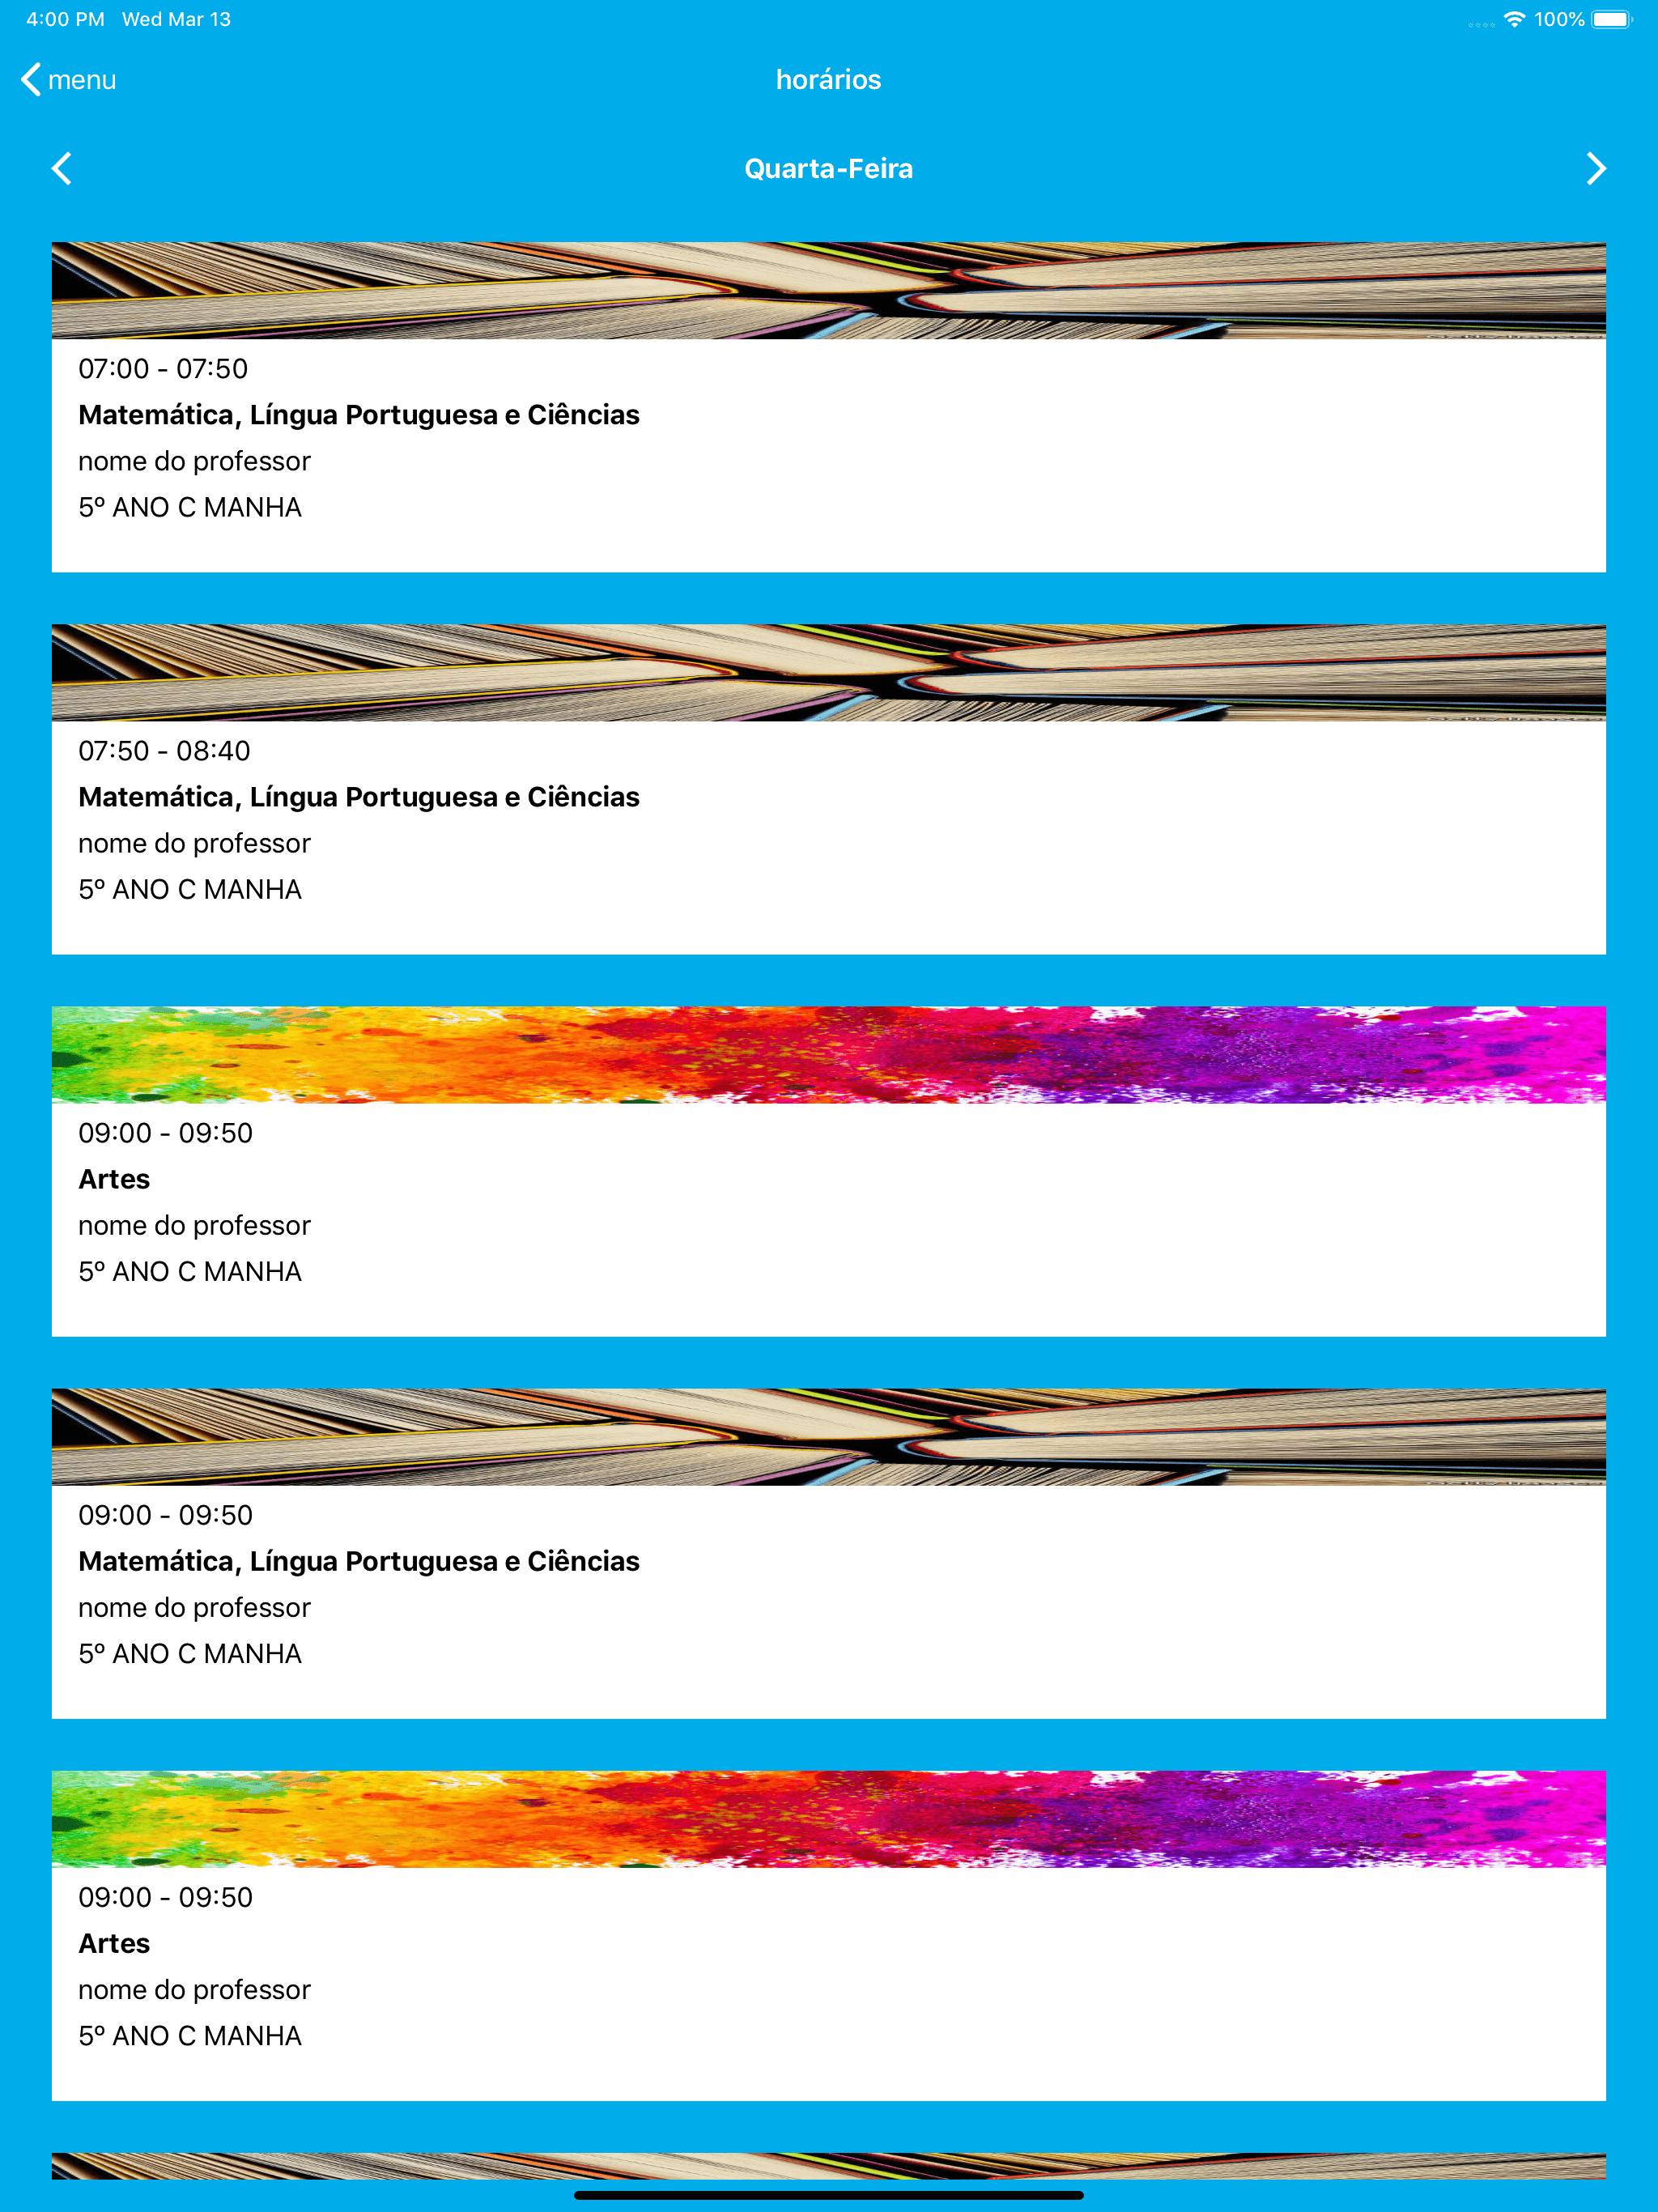 4:00 PM Wed Mar 13 100%
menu horários
Quarta-Feira
07:00 - 07:50
Matemática, Língua Portuguesa e Ciências
nome do professor
5º ANO C MANHA
07:50 - 08:40
Matemática, Língua Portuguesa e Ciências
nome do professor
5º ANO C MANHA
09:00 - 09:50
Artes
nome do professor
5º ANO C MANHA
09:00 - 09:50
Matemática, Língua Portuguesa e Ciências
nome do professor
5º ANO C MANHA
09:00 - 09:50
Artes
nome do professor
5º ANO C MANHA